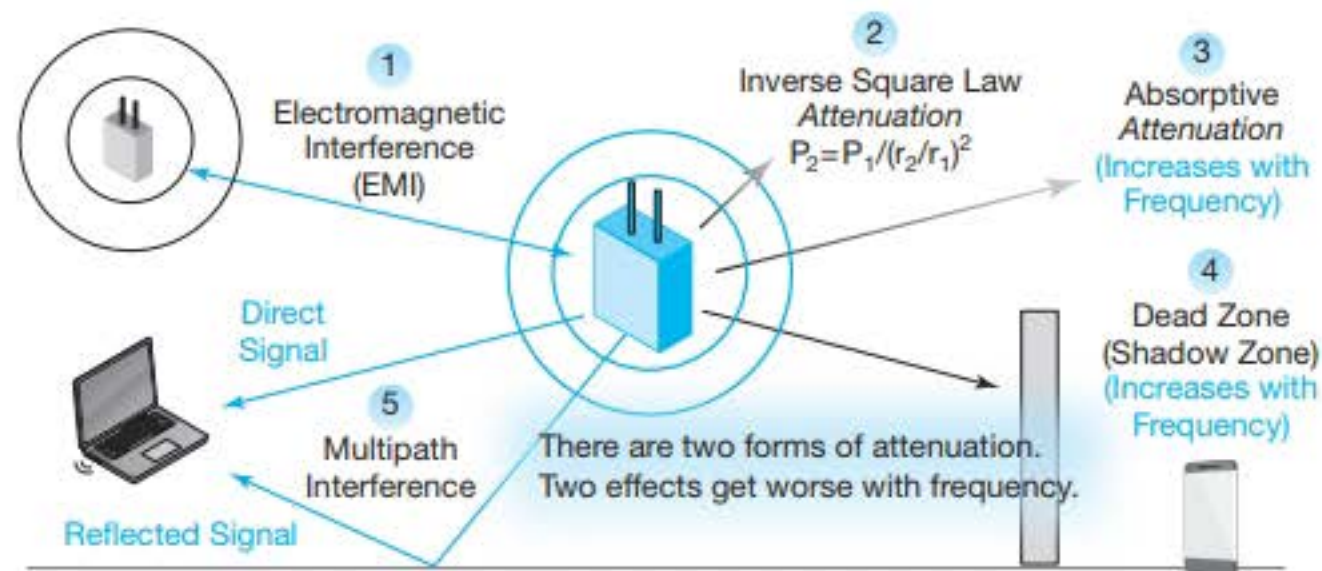 1
Electromagnetic
Interference
(EMI)
2
Inverse Square Law
Attenuation
P₂=P₁/(r₂/r₁)²
3
Absorptive
Attenuation
(Increases with
Frequency)
4
Dead Zone
(Shadow Zone)
(Increases with
Frequency)
Direct
Signal
5
Multipath
Interference
Reflected Signal
There are two forms of attenuation.
Two effects get worse with frequency.